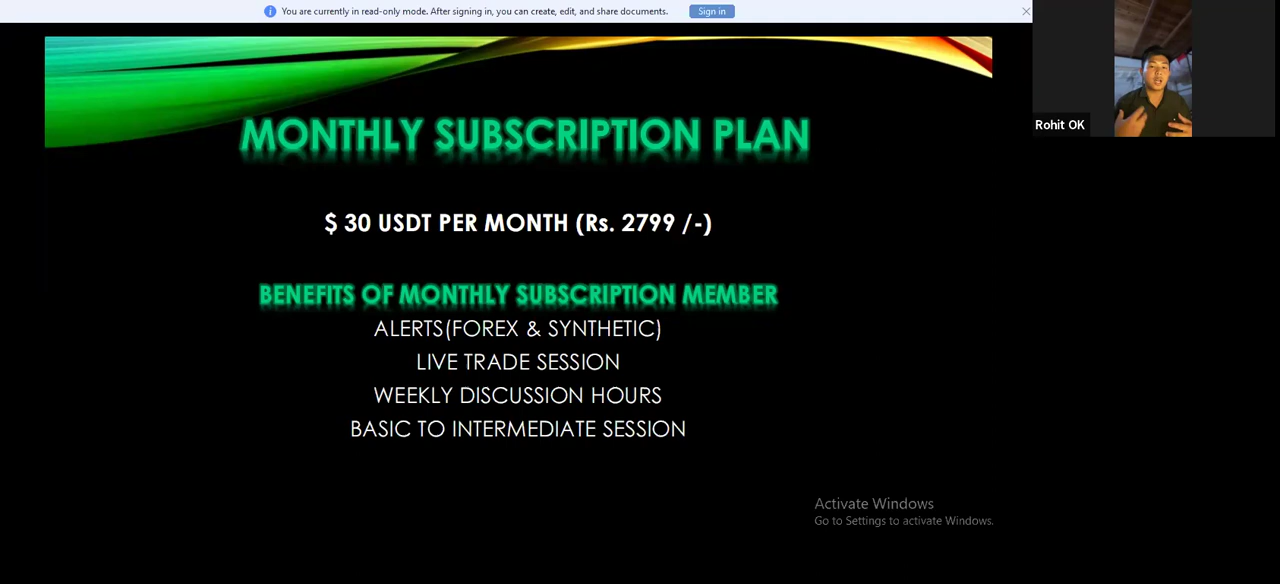 You are currently in read-only mode. After signing in, you can create, edit, and share documents. Sign in
Rohit OK
MONTHLY SUBSCRIPTION PLAN
$ 30 USDT PER MONTH (Rs. 2799 /-)
BENEFITS OF MONTHLY SUBSCRIPTION MEMBER
ALERTS(FOREX & SYNTHETIC)
LIVE TRADE SESSION
WEEKLY DISCUSSION HOURS
BASIC TO INTERMEDIATE SESSION
Activate Windows
Go to Settings to activate Windows.